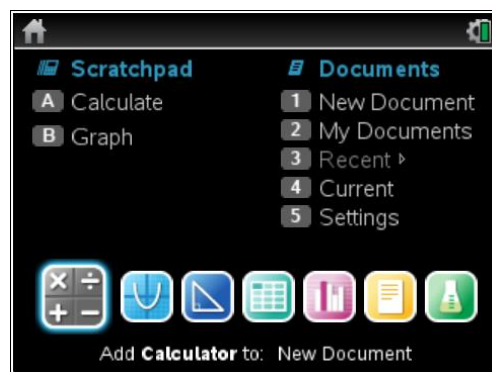 Scratchpad
A Calculate
B Graph
Documents
1 New Document
2 My Documents
3 Recent ▹
4 Current
5 Settings
× ÷
+ −
Add Calculator to: New Document